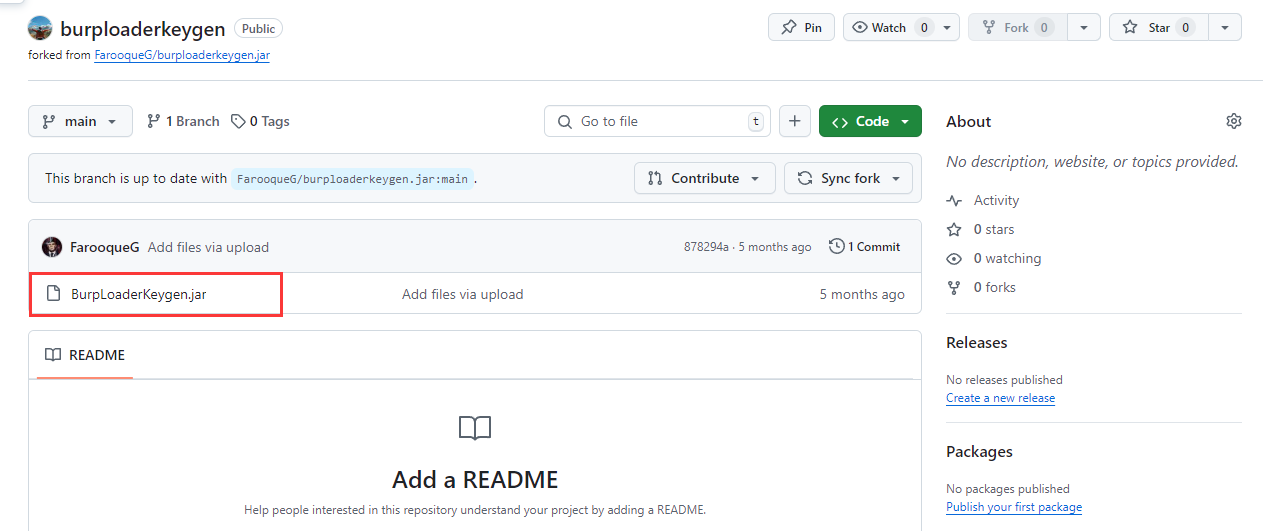 burploaderkeygen Public Pin Watch 0 Fork 0 Star 0
forked from FarooqueG/burploaderkeygen.jar
main 1 Branch 0 Tags Go to file t Code
This branch is up to date with FarooqueG/burploaderkeygen.jar:main. Contribute Sync fork
FarooqueG Add files via upload 878294a · 5 months ago 1 Commit
BurpLoaderKeygen.jar Add files via upload 5 months ago
README
Add a README
Help people interested in this repository understand your project by adding a README.
About
No description, website, or topics provided.
Activity
0 stars
0 watching
0 forks
Releases
No releases published
Create a new release
Packages
No packages published
Publish your first package